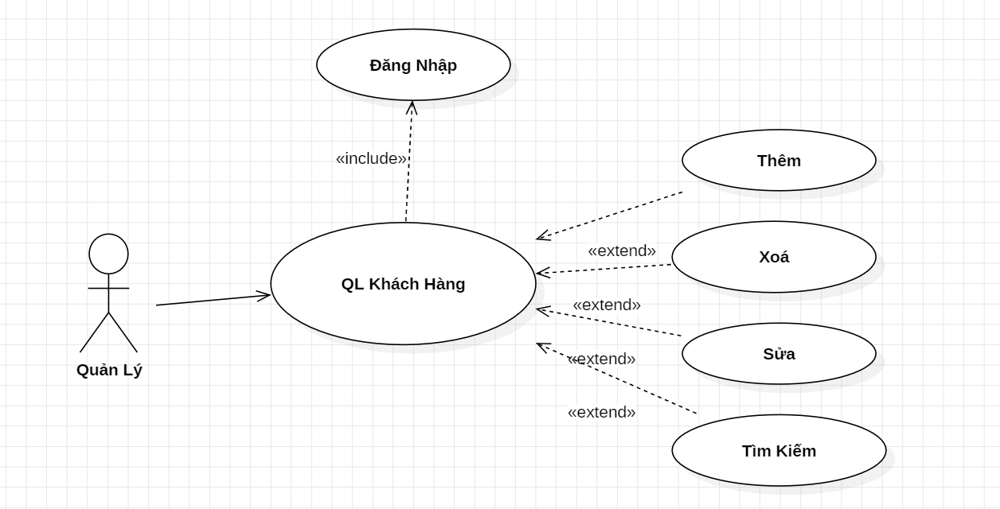 Đăng Nhập
«include»
Thêm
«extend»
Xoá
QL Khách Hàng
«extend»
Sửa
«extend»
Quản Lý
«extend»
Tìm Kiếm